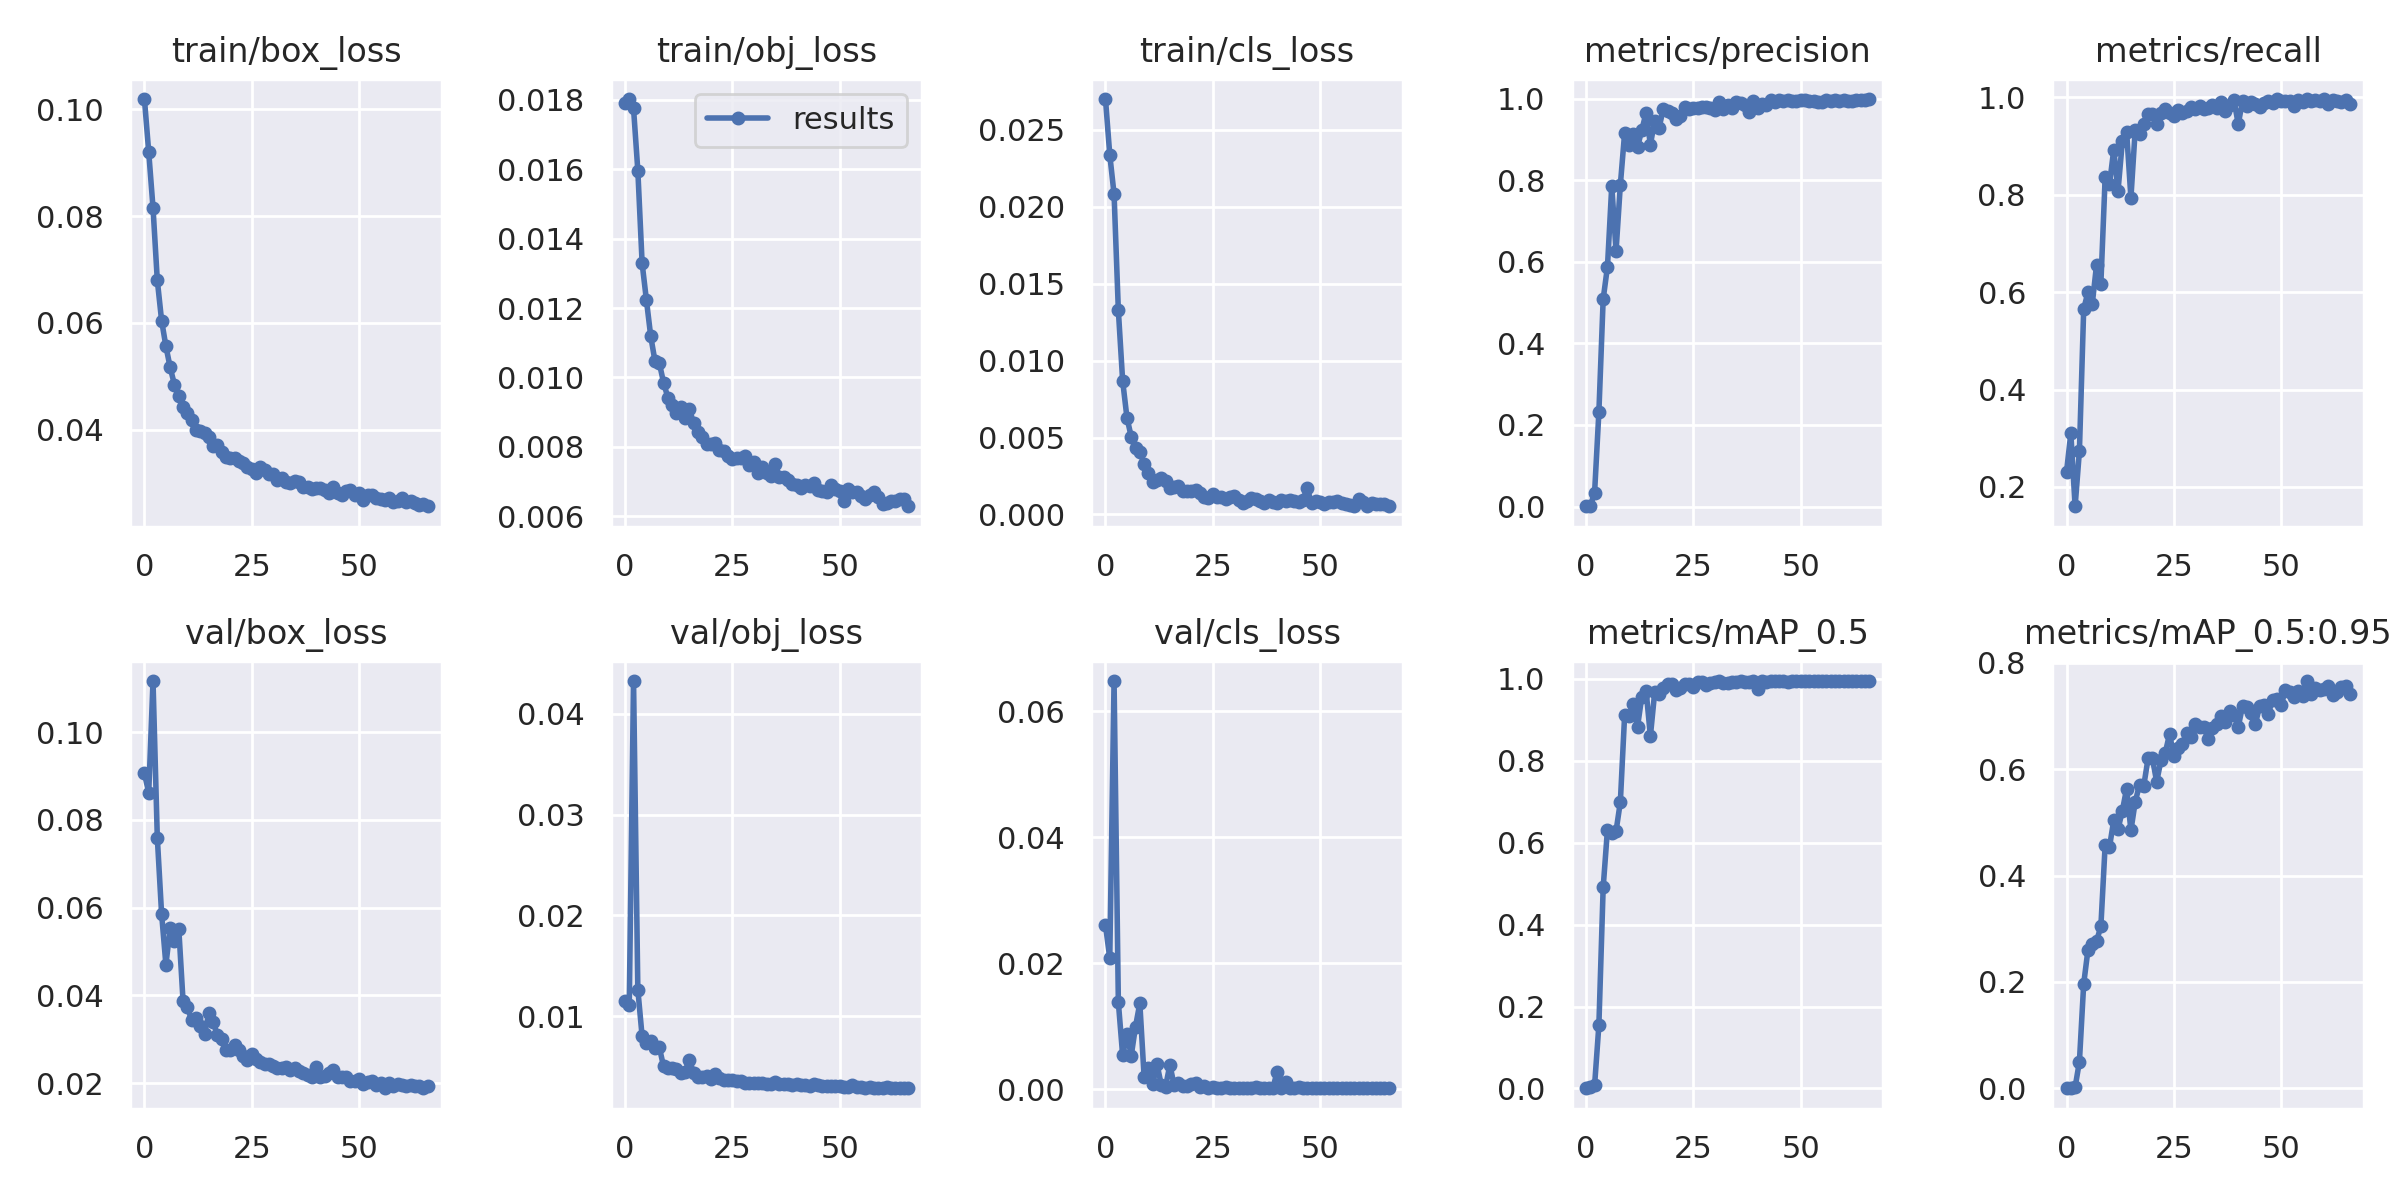 train/box_loss
0.10
0.08
0.06
0.04
0 25 50
train/obj_loss
results
0.018
0.016
0.014
0.012
0.010
0.008
0.006
0 25 50
train/cls_loss
0.025
0.020
0.015
0.010
0.005
0.000
0 25 50
metrics/precision
1.0
0.8
0.6
0.4
0.2
0.0
0 25 50
metrics/recall
1.0
0.8
0.6
0.4
0.2
0 25 50
val/box_loss
0.10
0.08
0.06
0.04
0.02
0 25 50
val/obj_loss
0.04
0.03
0.02
0.01
0 25 50
val/cls_loss
0.06
0.04
0.02
0.00
0 25 50
metrics/mAP_0.5
1.0
0.8
0.6
0.4
0.2
0.0
0 25 50
metrics/mAP_0.5:0.95
0.8
0.6
0.4
0.2
0.0
0 25 50